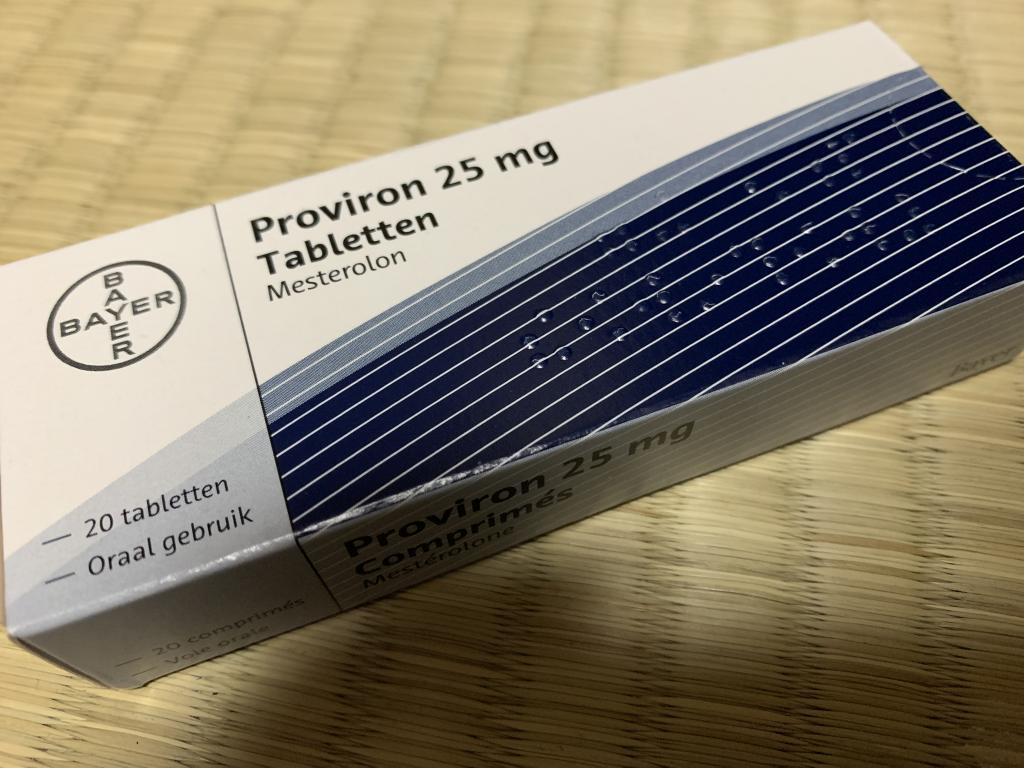 BAYER
BAYER
Proviron 25 mg
Tabletten
Mesterolon
20 tabletten
Oraal gebruik
Proviron 25 mg
Comprimés
Mestérolone
20 comprimés
Voie orale